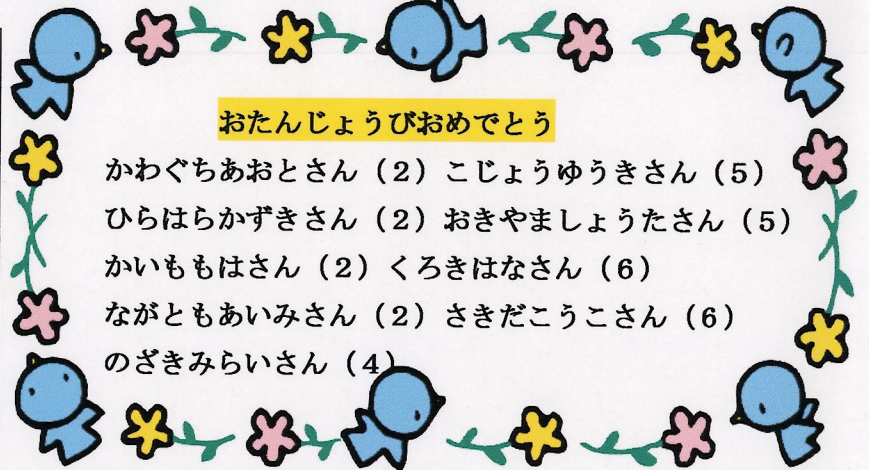 おたんじょうびおめでとう
かわぐちあおとさん（２）こじょうゆうきさん（５）
ひらはらかずきさん（２）おきやましょうたさん（５）
かいももはさん（２）くろきはなさん（６）
ながともあいみさん（２）さきだこうこさん（６）
のざきみらいさん（４）